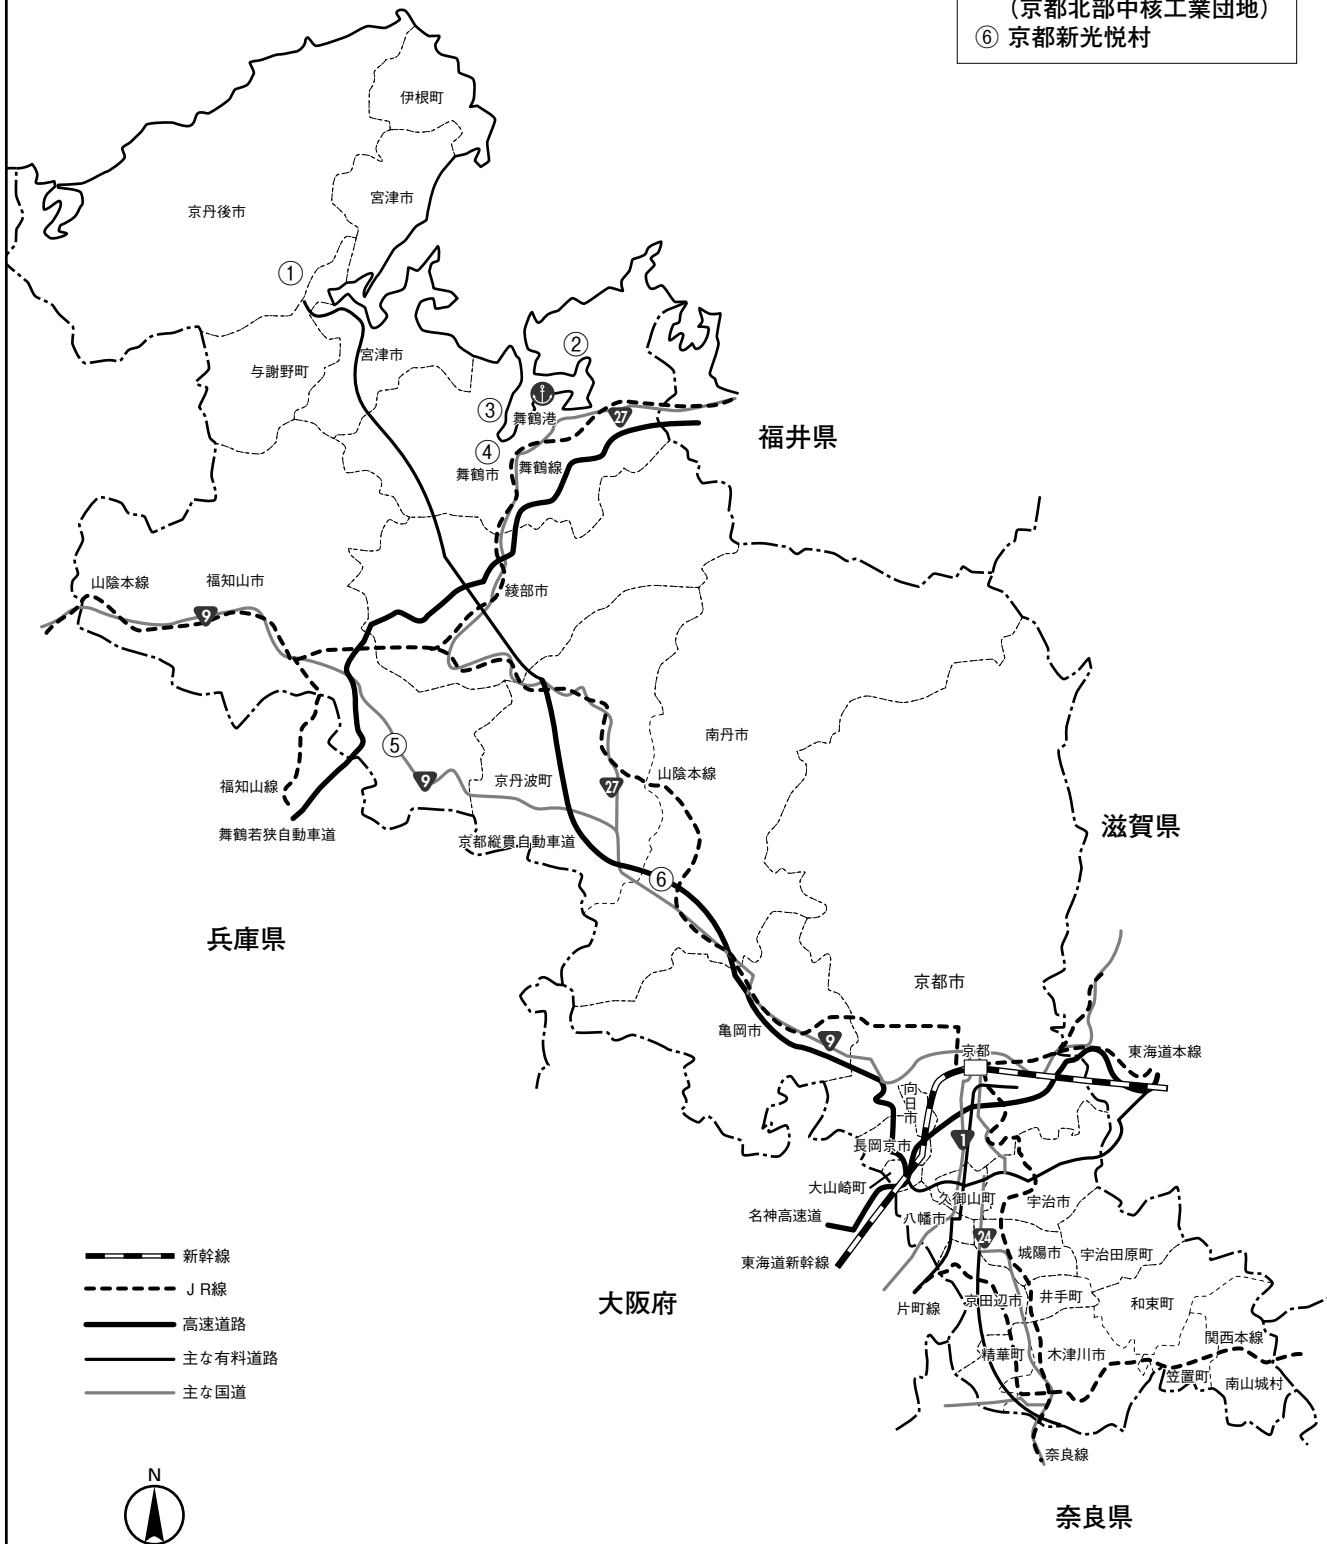 （京都北部中核工業団地）
⑥ 京都新光悦村
伊根町
宮津市
京丹後市
①
②
宮津市
与謝野町
③
舞鶴港
27
福井県
④
舞鶴市
舞鶴線
山陰本線
福知山市
綾部市
9
南丹市
⑤
山陰本線
福知山線
9
京丹波町
27
舞鶴若狭自動車道
京都縦貫自動車道
滋賀県
⑥
兵庫県
京都市
亀岡市
9
京都
東海道本線
向日市
長岡京市
1
大山崎町
久御山町
宇治市
名神高速道
八幡市
24
城陽市
宇治田原町
東海道新幹線
片町線
京田辺市
井手町
和束町
大阪府
精華町
木津川市
関西本線
笠置町
南山城村
奈良線
奈良県
新幹線
ＪＲ線
高速道路
主な有料道路
主な国道
N